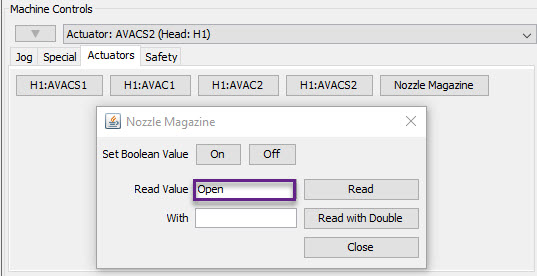 Machine Controls
Actuator: AVACS2 (Head: H1)
Jog Special Actuators Safety
H1:AVACS1 H1:AVAC1 H1:AVAC2 H1:AVACS2 Nozzle Magazine
Nozzle Magazine
Set Boolean Value On Off
Read Value Open Read
With Read with Double
Close